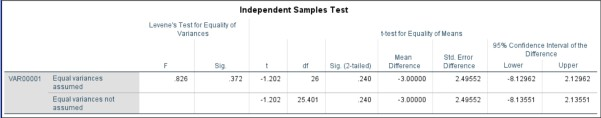 Independent Samples Test
Levene's Test for Equality of Variances
t-test for Equality of Means
95% Confidence Interval of the Difference
F Sig. t df Sig. (2-tailed) Mean Difference Std. Error Difference Lower Upper
VAR00001 Equal variances assumed .826 .372 -1.202 26 .240 -3.00000 2.49552 -8.12962 2.12962
Equal variances not assumed -1.202 25.401 .240 -3.00000 2.49552 -8.13551 2.13551